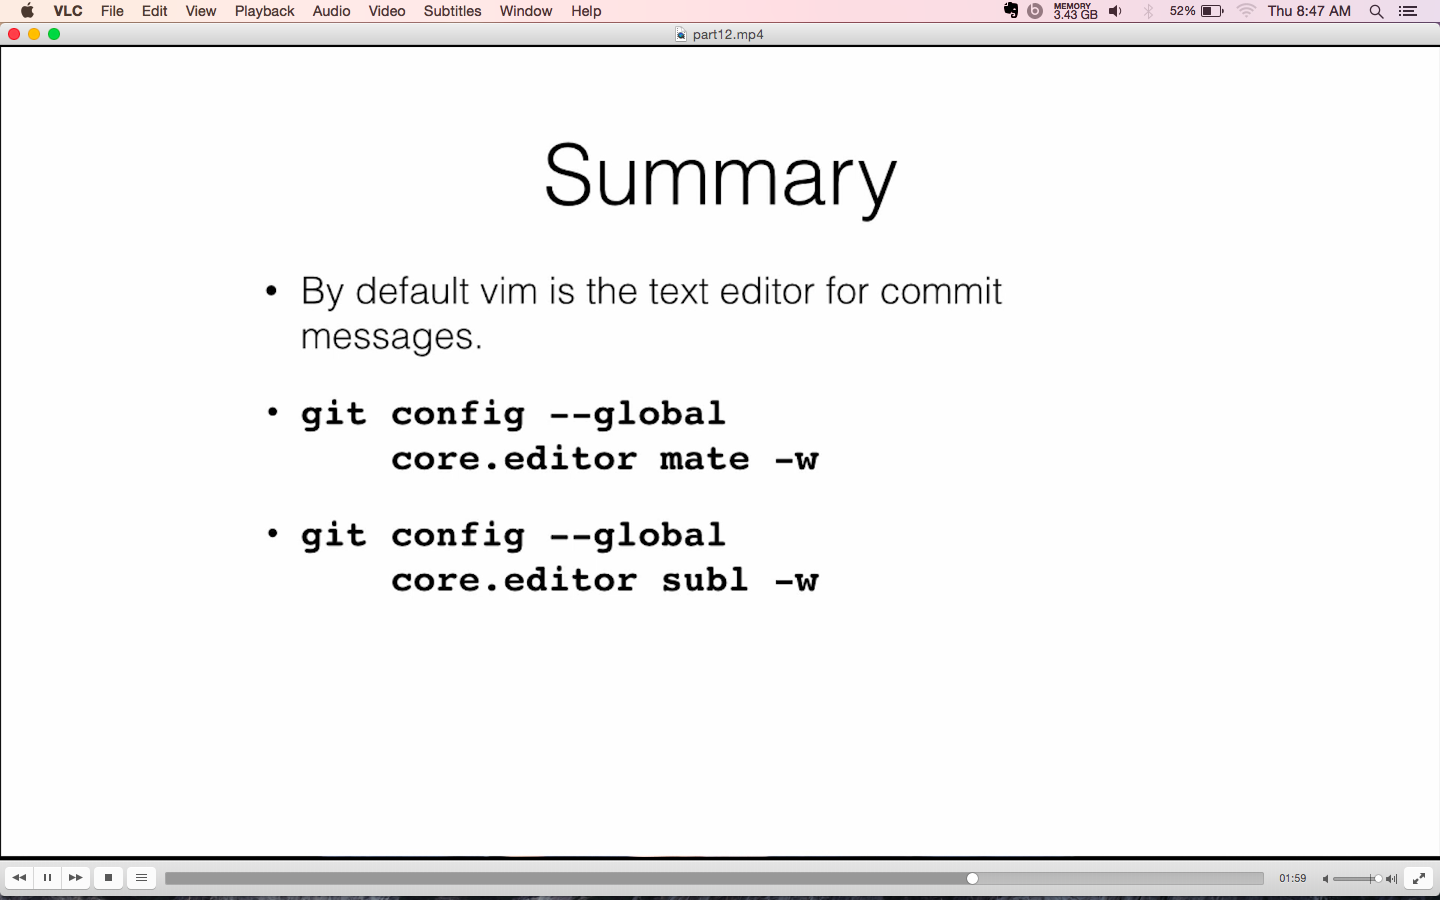 VLC File Edit View Playback Audio Video Subtitles Window Help MEMORY 3.43 GB 52% Thu 8:47 AM
part12.mp4
Summary
• By default vim is the text editor for commit
messages.
• git config --global
core.editor mate -w
• git config --global
core.editor subl -w
01:59